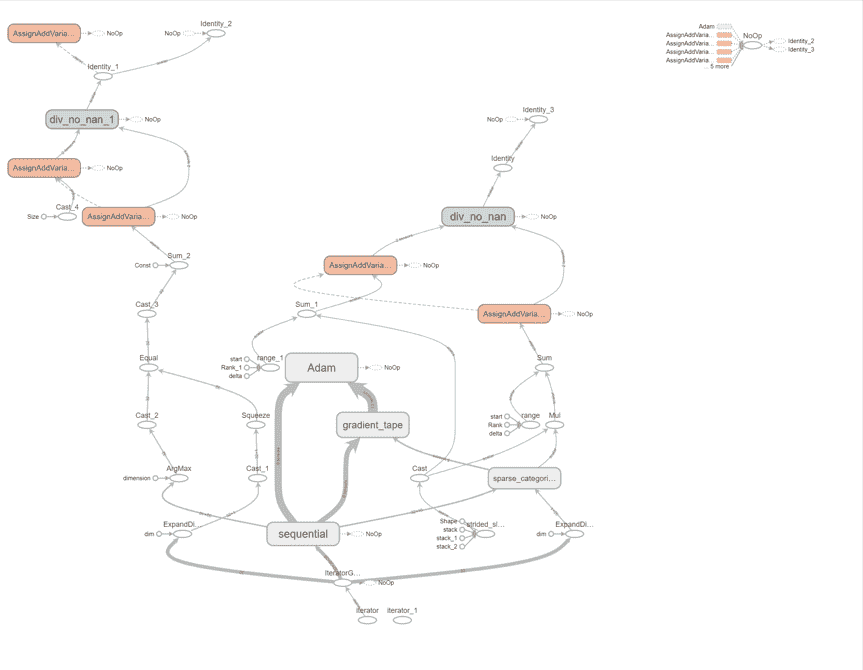 AssignAddVaria...
NoOp
NoOp
Identity_2
Identity_1
div_no_nan_1
NoOp
AssignAddVaria...
NoOp
Cast_4
Size
AssignAddVaria...
NoOp
Sum_2
Const
Cast_3
Equal
Cast_2
Squeeze
ArgMax
dimension
Cast_1
ExpandDi...
dim
Adam
AssignAddVaria...
AssignAddVaria...
AssignAddVaria...
AssignAddVaria...
... 5 more
NoOp
Identity_2
Identity_3
Identity_3
NoOp
Identity
div_no_nan
NoOp
AssignAddVaria...
NoOp
Sum_1
AssignAddVaria...
NoOp
start
range_1
Rank_1
delta
Adam
NoOp
Sum
gradient_tape
start
range
Mul
Rank
delta
Cast
sparse_categori...
Shape
strided_sl...
stack
stack_1
stack_2
ExpandDi...
dim
sequential
NoOp
IteratorG...
NoOp
iterator
iterator_1